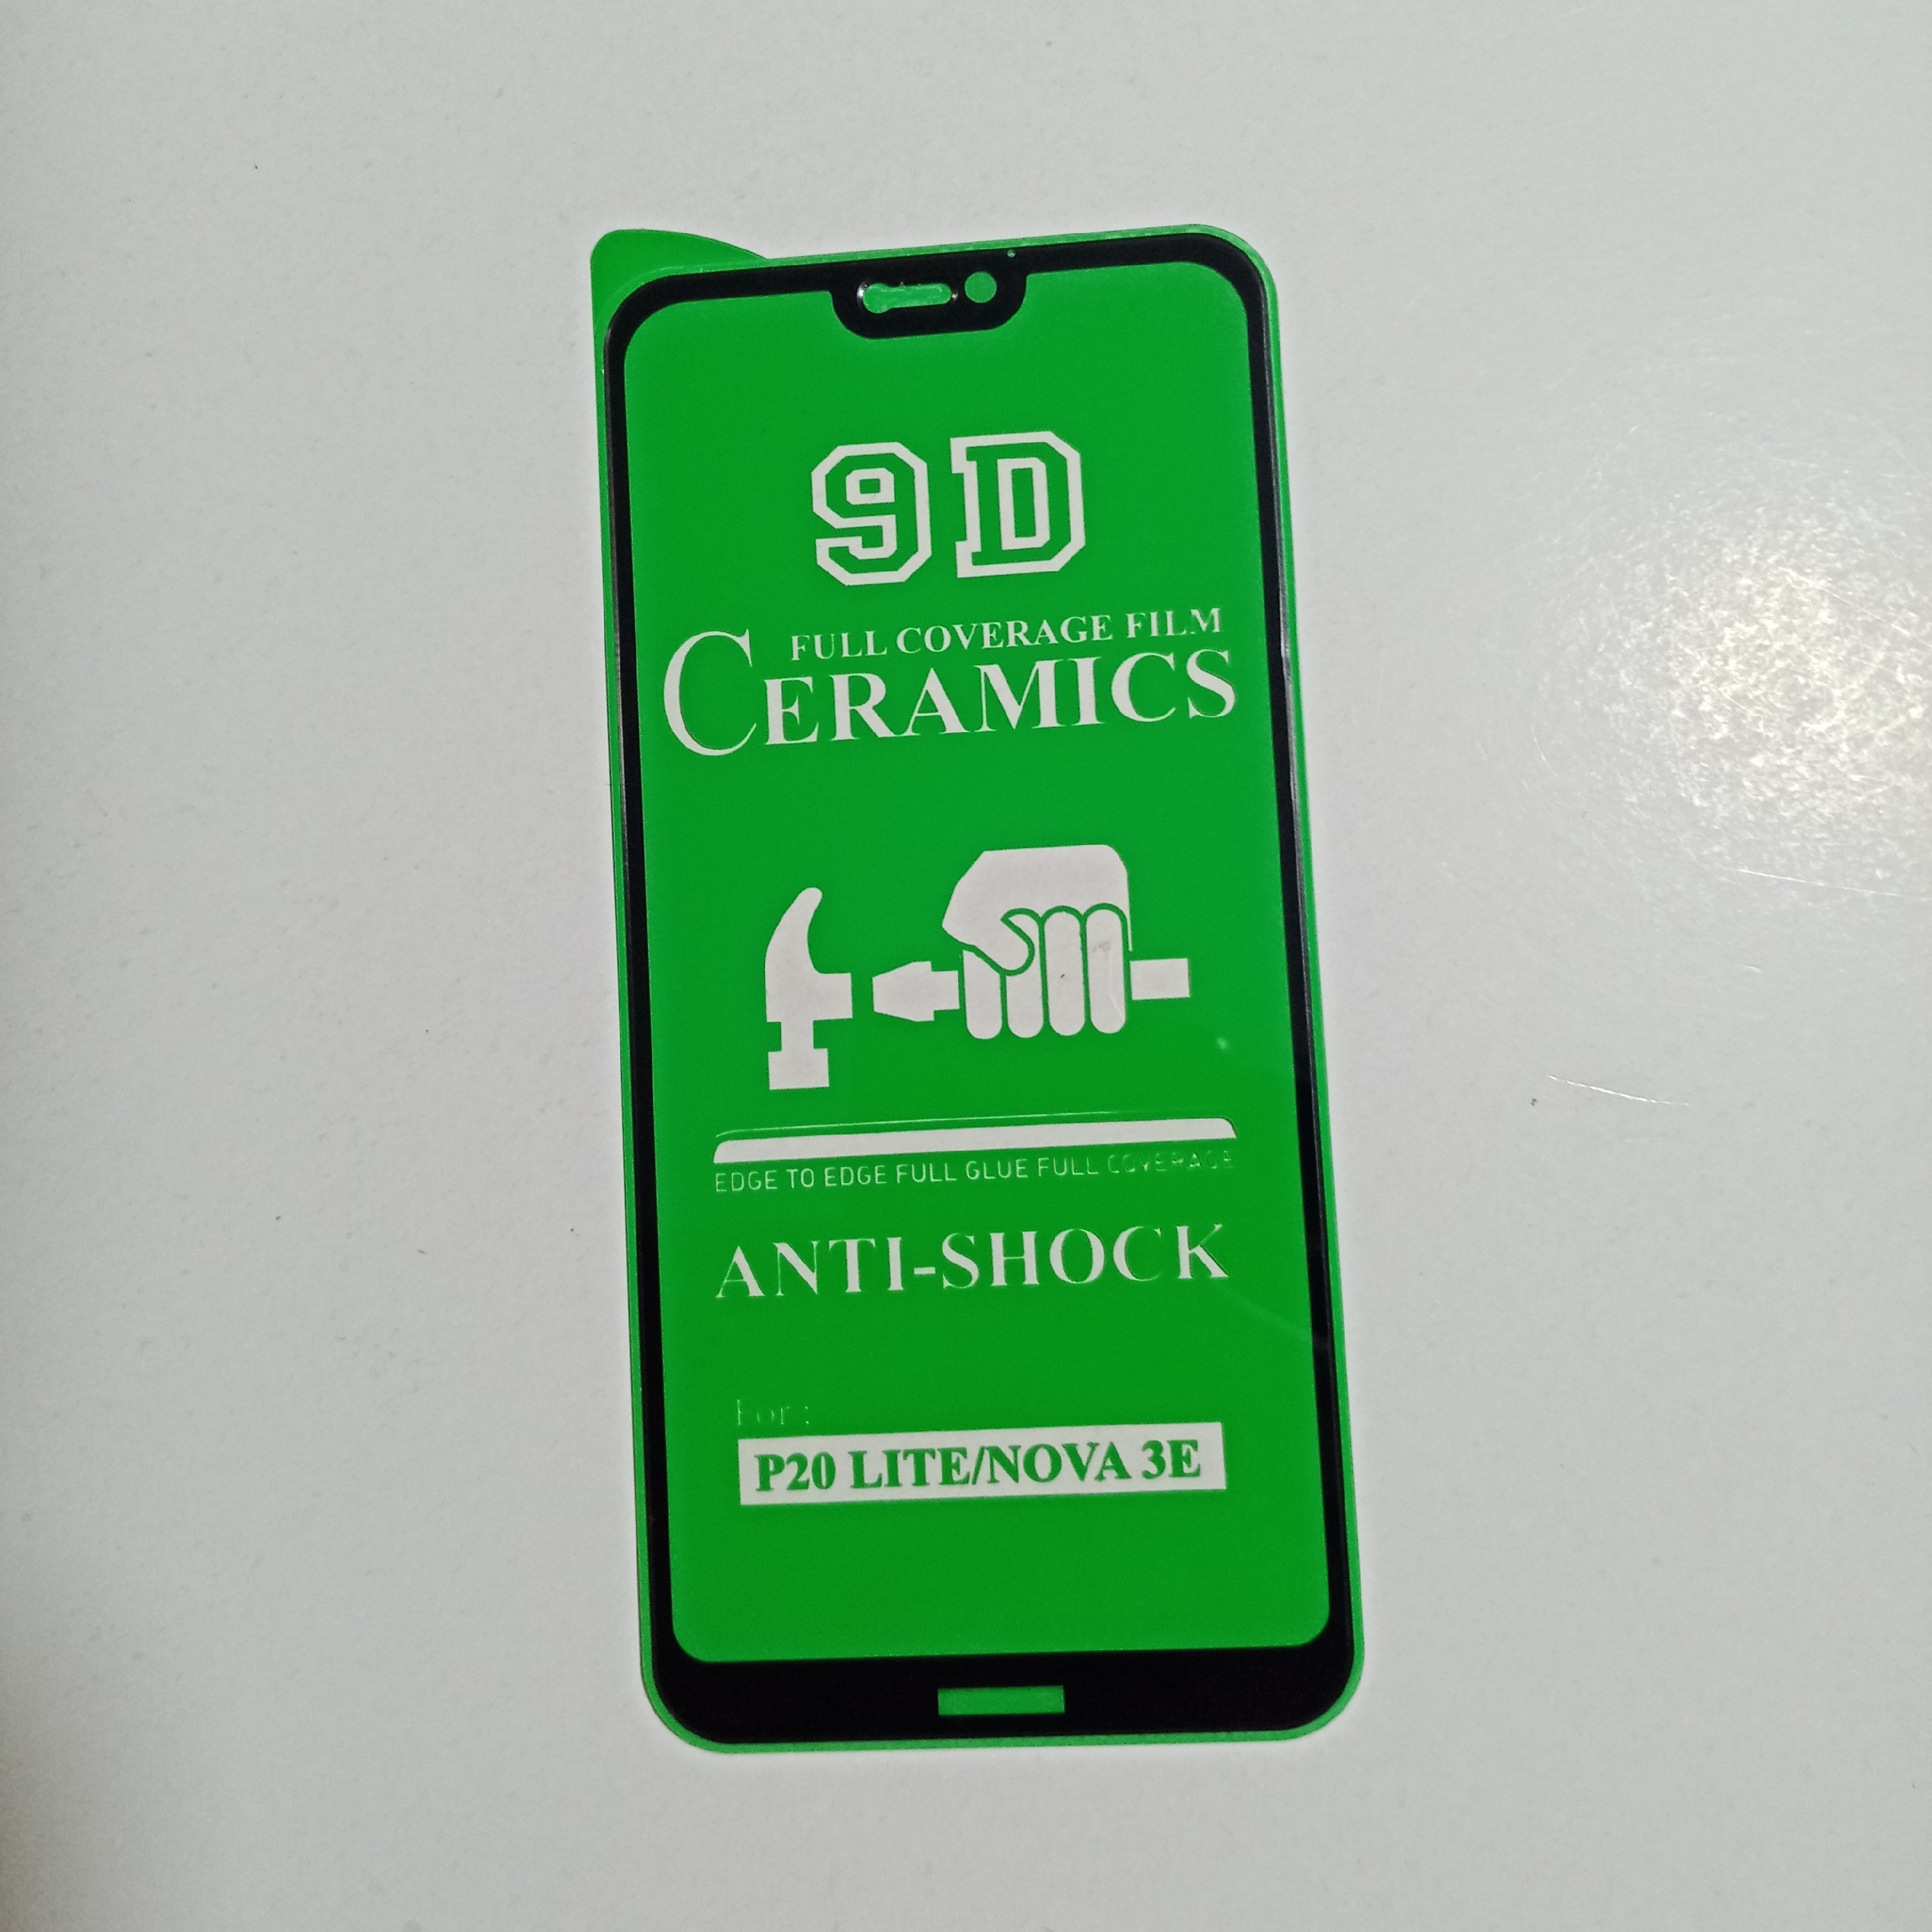 9D
FULL COVERAGE FILM
CERAMICS
EDGE TO EDGE FULL GLUE FULL COVERAGE
ANTI-SHOCK
For :
P20 LITE/NOVA 3E